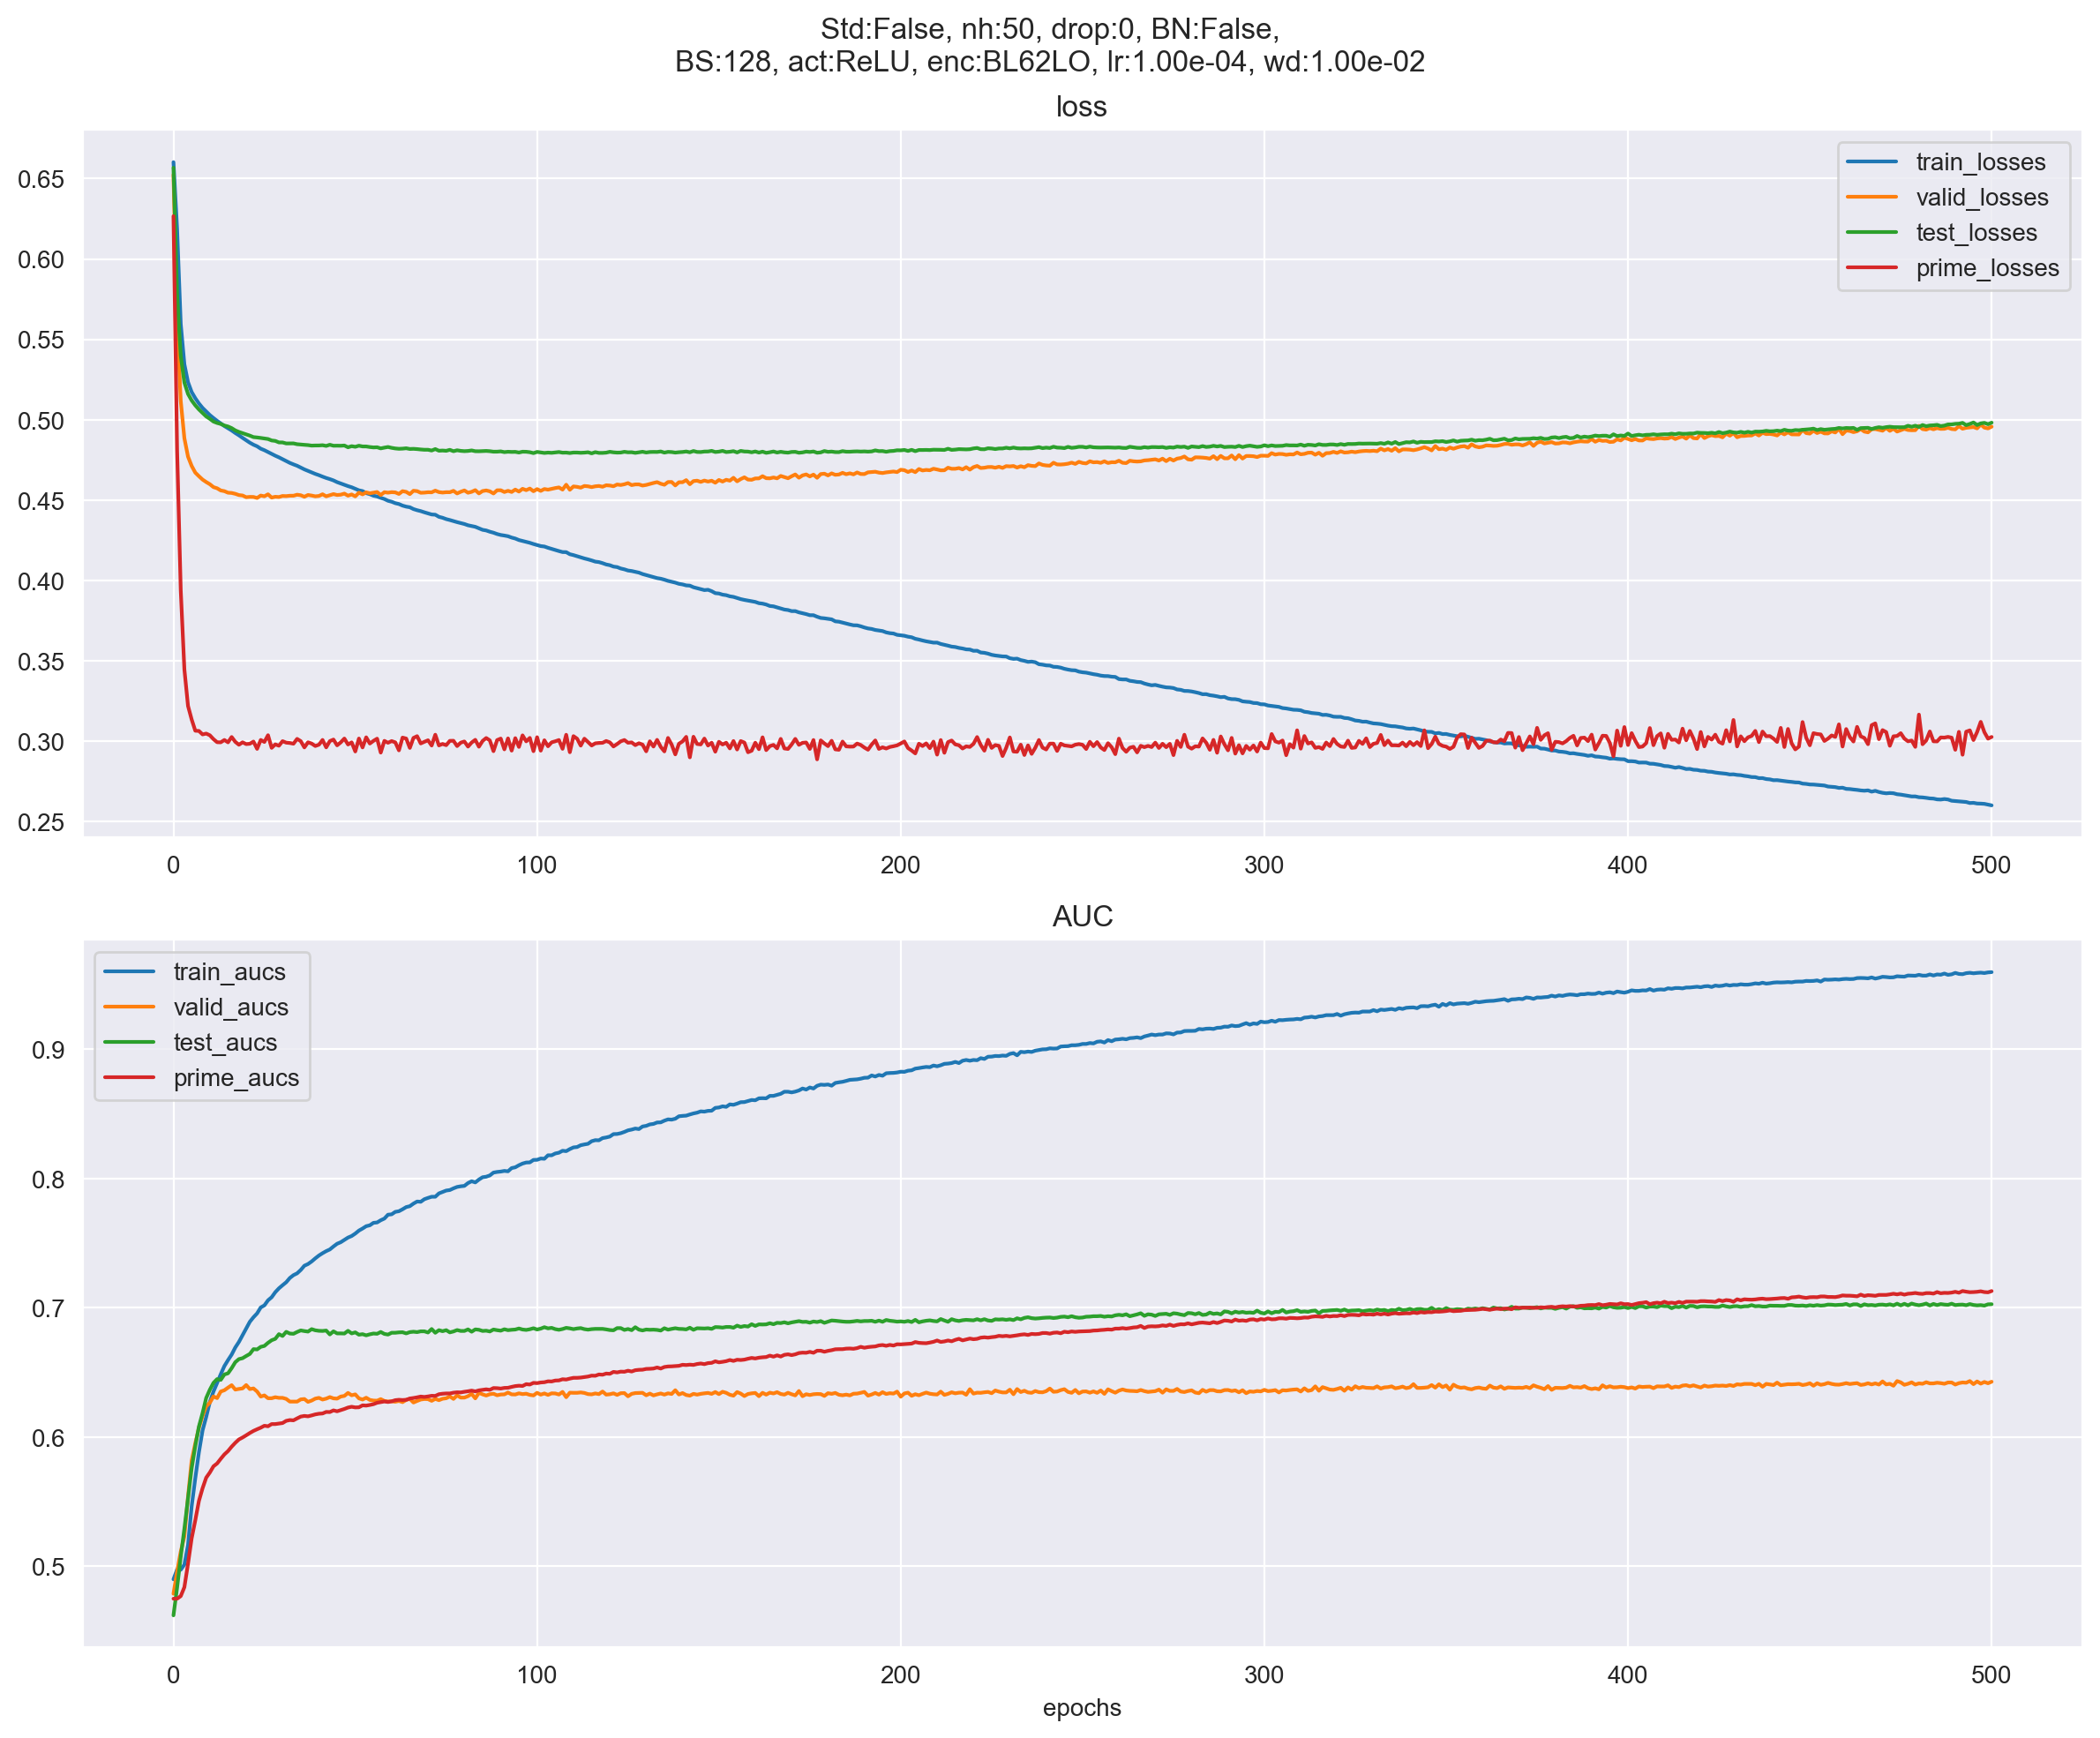 Std:False, nh:50, drop:0, BN:False,
BS:128, act:ReLU, enc:BL62LO, lr:1.00e-04, wd:1.00e-02
loss
train_losses
valid_losses
test_losses
prime_losses
0.65
0.60
0.55
0.50
0.45
0.40
0.35
0.30
0.25
0 100 200 300 400 500
AUC
train_aucs
valid_aucs
test_aucs
prime_aucs
0.9
0.8
0.7
0.6
0.5
0 100 200 300 400 500
epochs